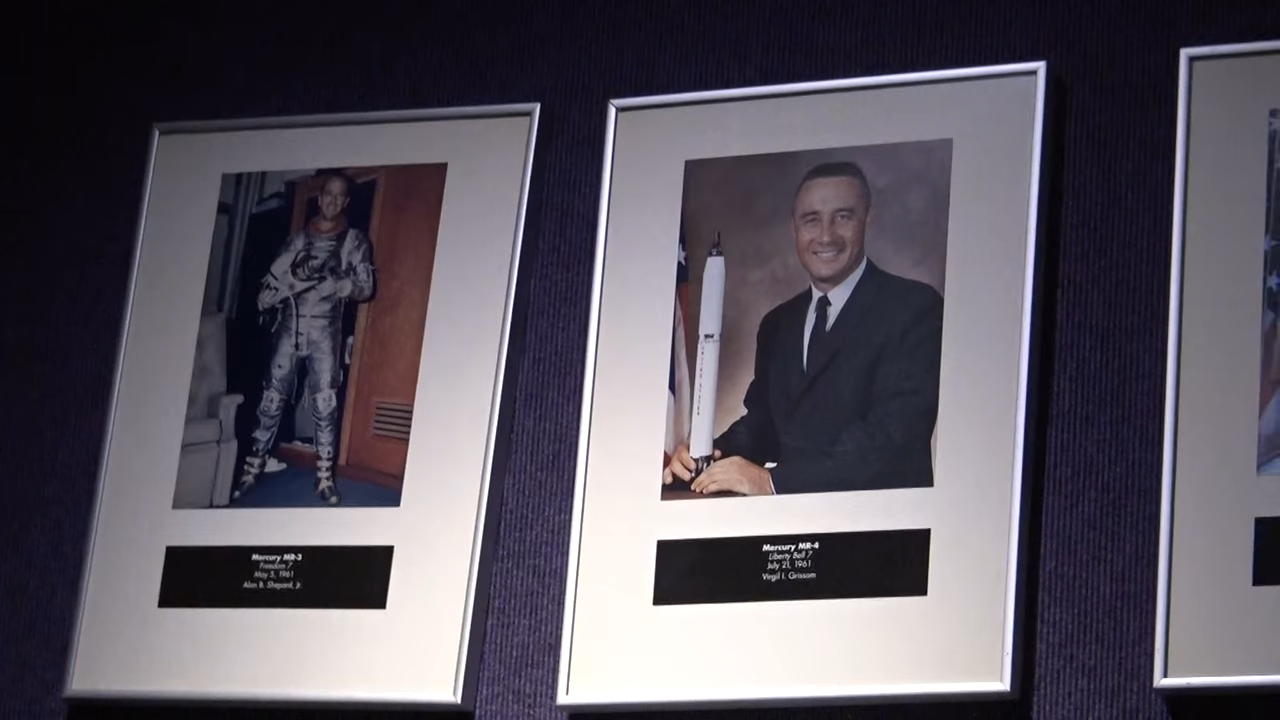 Mercury MR-3
Freedom 7
May 5, 1961
Alan B. Shepard, Jr.
Mercury MR-4
Liberty Bell 7
July 21, 1961
Virgil I. Grissom